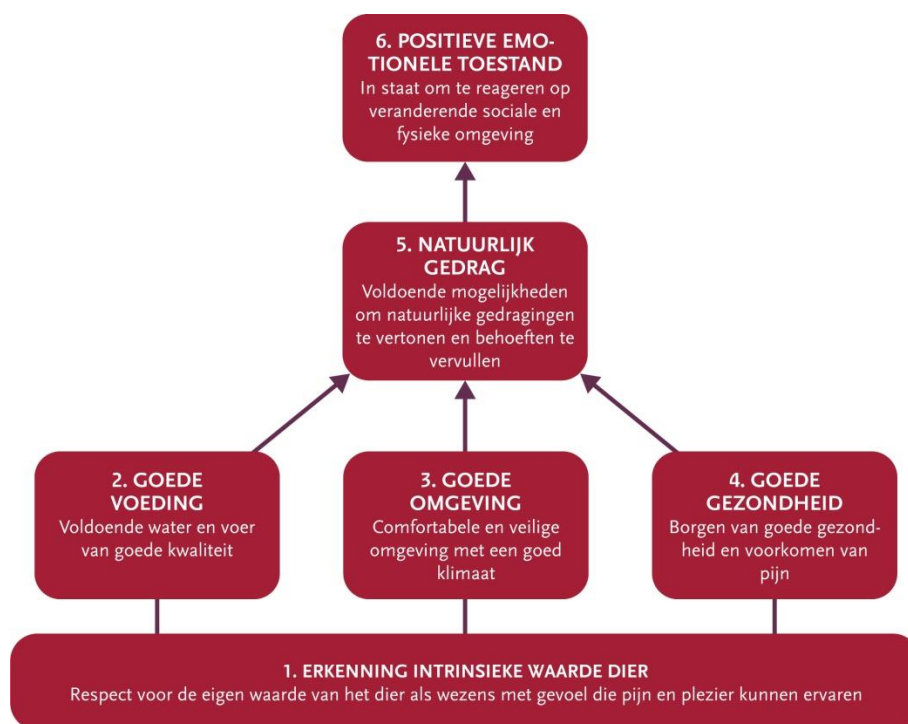 6. POSITIEVE EMO-
TIONELE TOESTAND
In staat om te reageren op
veranderende sociale en
fysieke omgeving
5. NATUURLIJK
GEDRAG
Voldoende mogelijkheden
om natuurlijke gedragingen
te vertonen en behoeften te
vervullen
2. GOEDE
VOEDING
Voldoende water en voer
van goede kwaliteit
3. GOEDE
OMGEVING
Comfortabele en veilige
omgeving met een goed
klimaat
4. GOEDE
GEZONDHEID
Borgen van goede gezond-
heid en voorkomen van
pijn
1. ERKENNING INTRINSIEKE WAARDE DIER
Respect voor de eigen waarde van het dier als wezens met gevoel die pijn en plezier kunnen ervaren